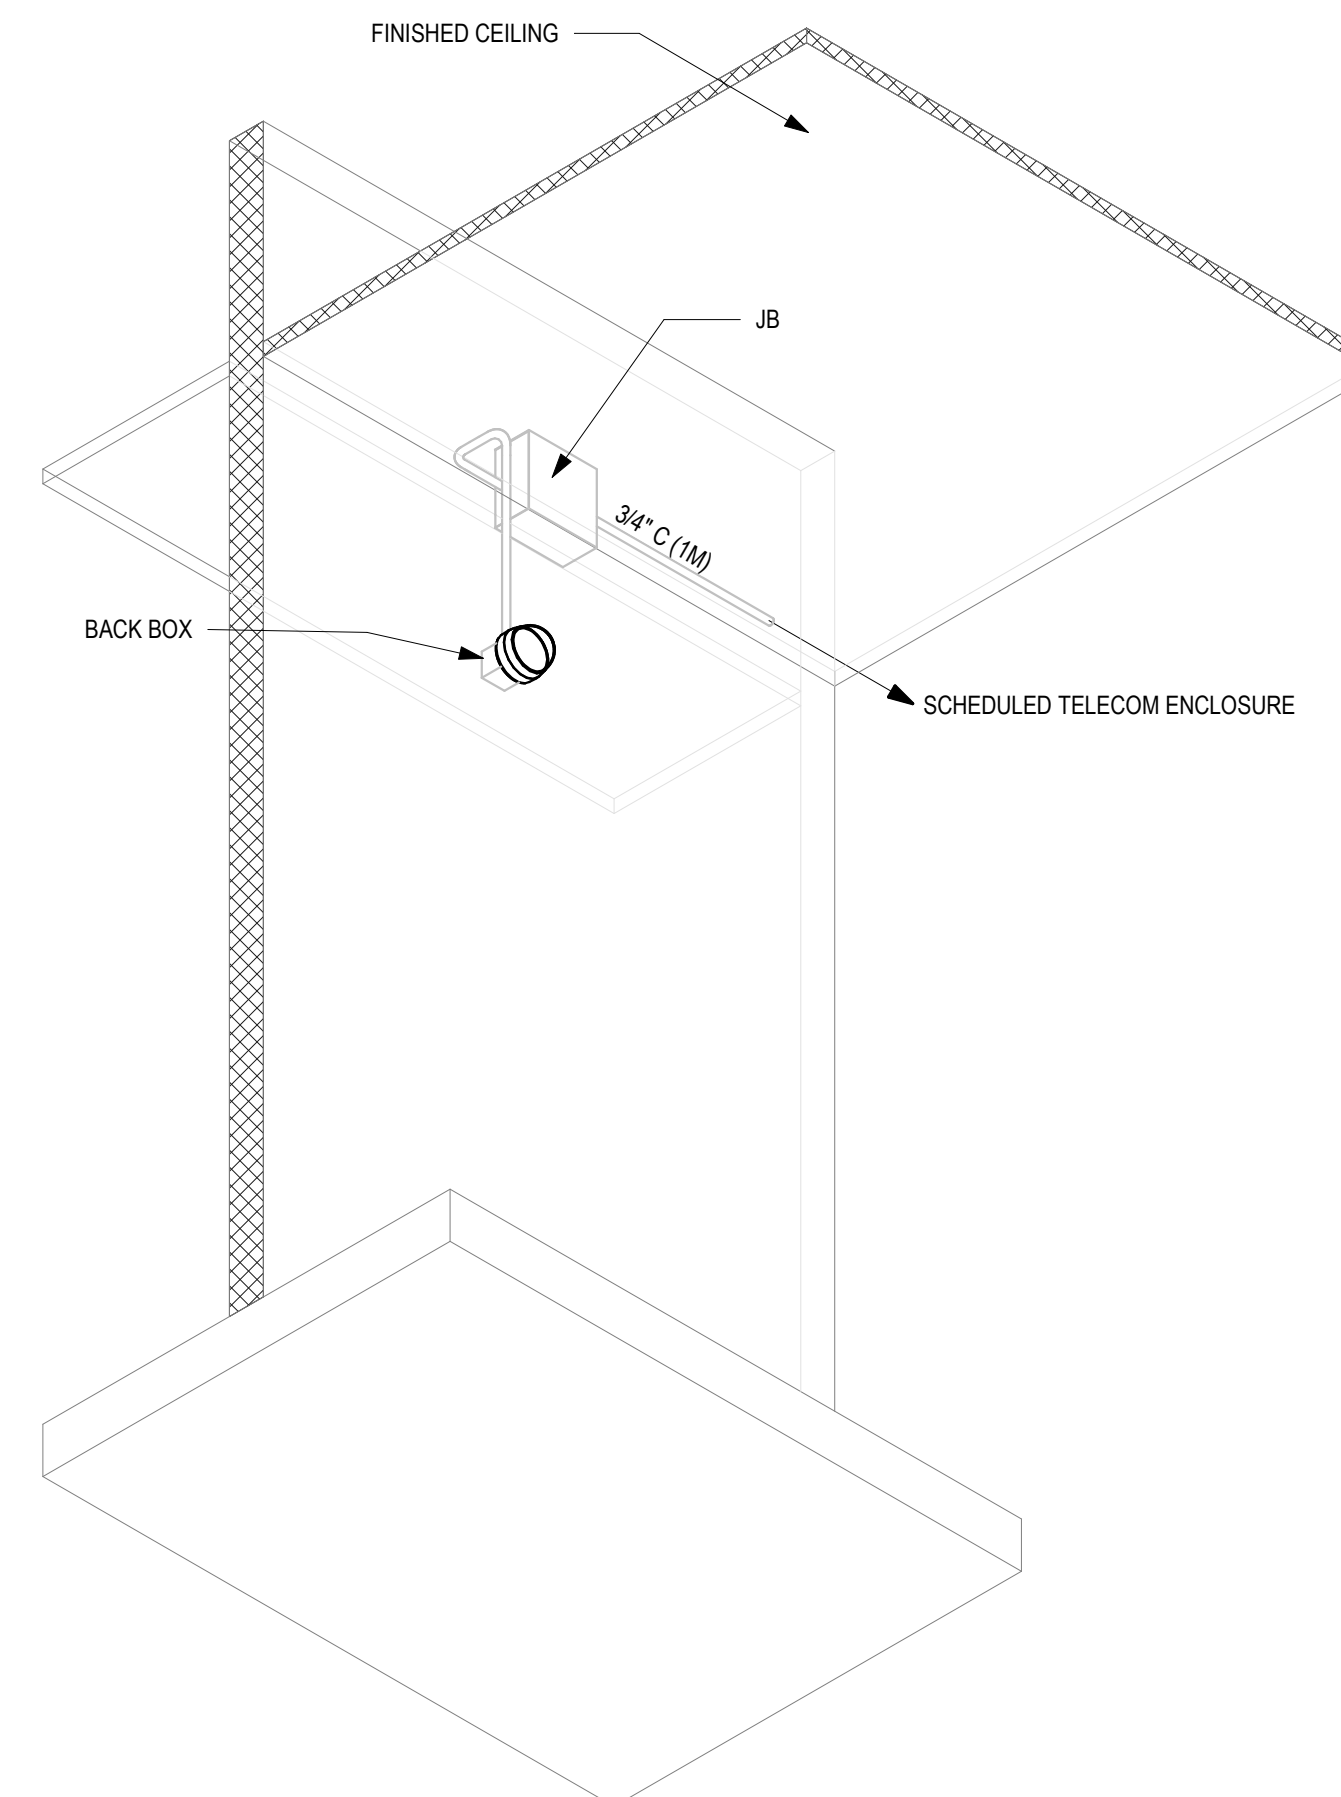 FINISHED CEILING
JB
3/4" C (1M)
BACK BOX
SCHEDULED TELECOM ENCLOSURE